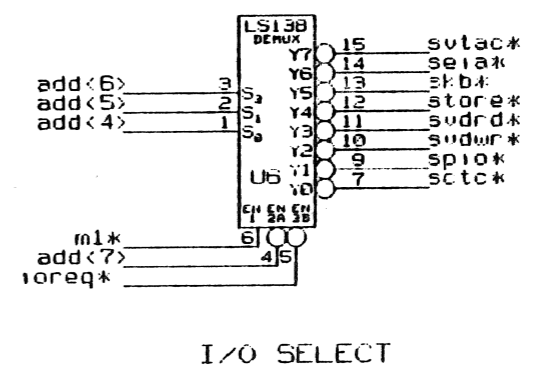 LS138
DEMUX
Y7 15 svtac*
Y6 14 seia*
add<6> 3 S2 Y5 13 skb*
add<5> 2 S1 Y4 12 store*
add<4> 1 S0 Y3 11 svdrd*
Y2 10 svdwr*
U6 Y1 9 spio*
Y0 7 sctc*
EN 1 EN 2A EN 2B
m1* 6
add<7> 4 5
ioreq*
I/O SELECT